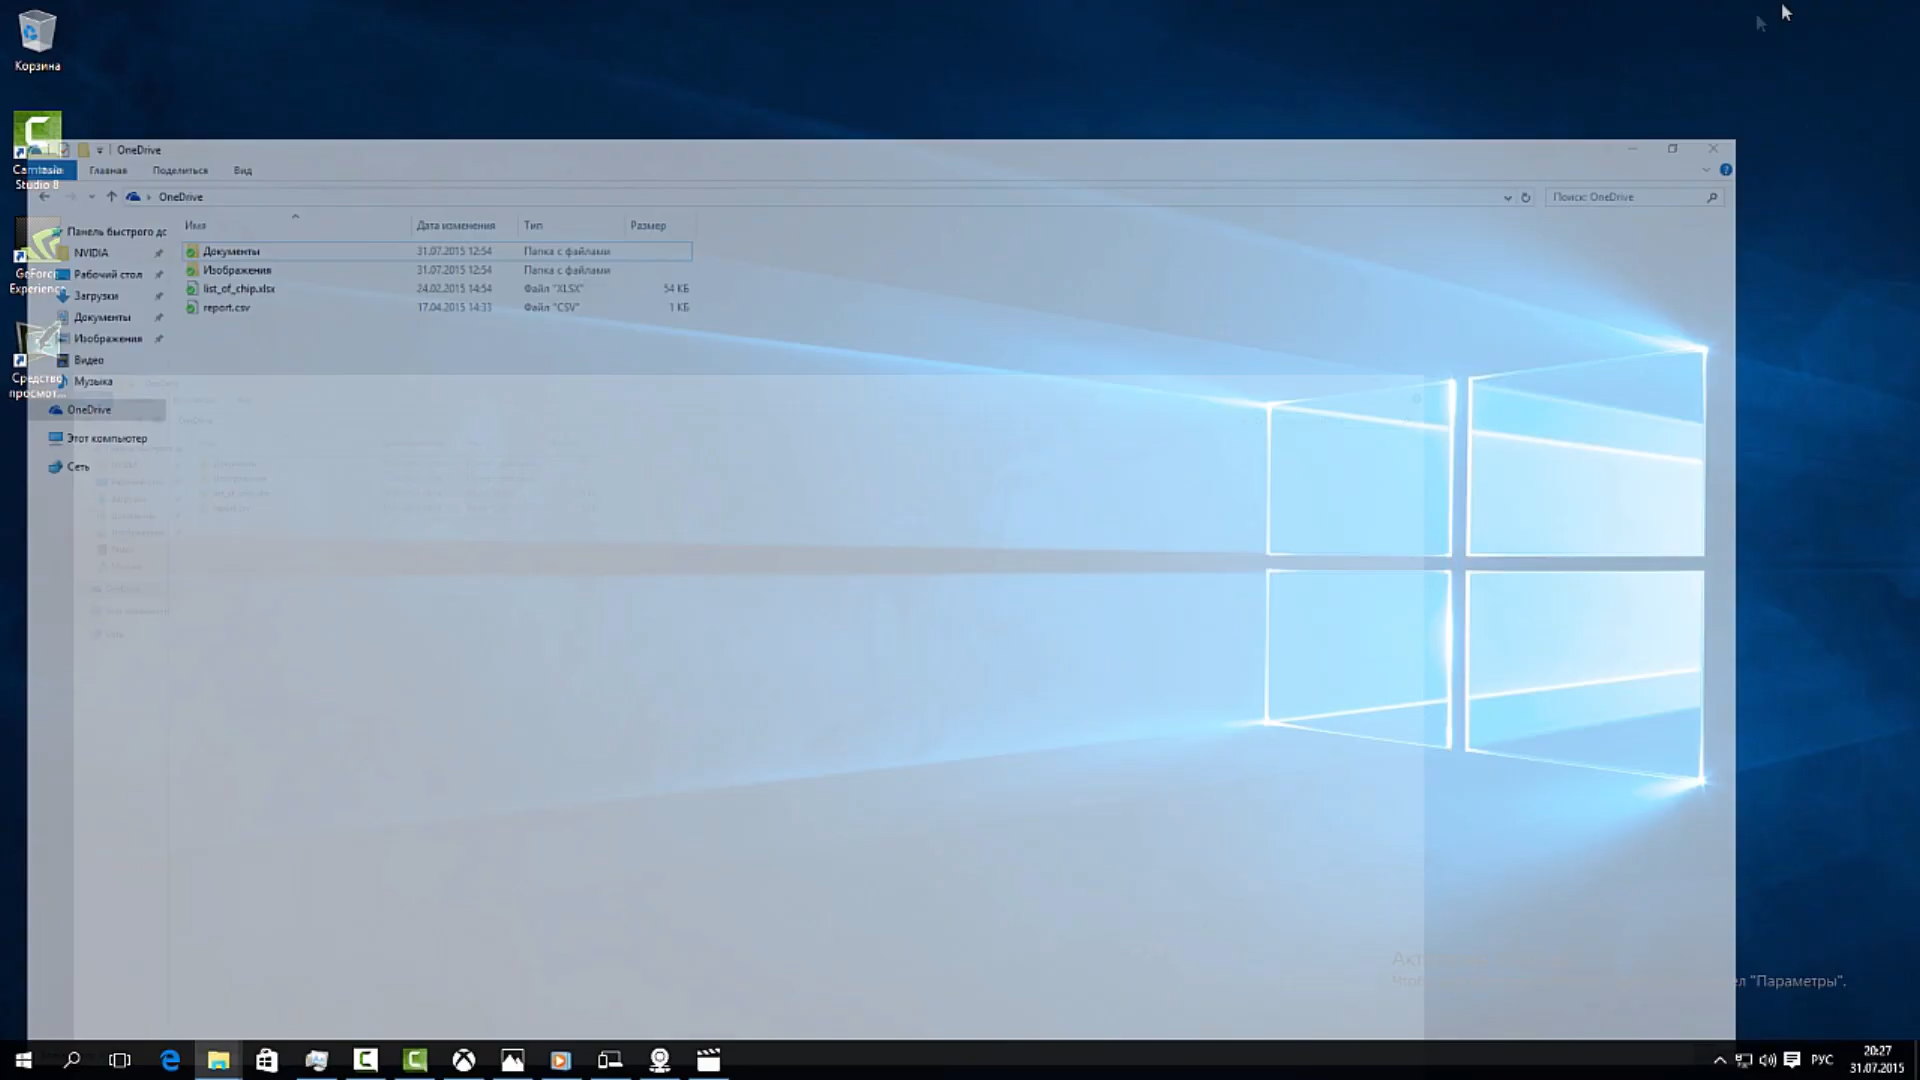 Корзина
Camtasia
Studio 8
GeForce
Experience
Средство
просмот...
OneDrive
Главная
Поделиться
Вид
OneDrive
Поиск: OneDrive
Имя
Дата изменения
Тип
Размер
Документы 31.07.2015 12:54 Папка с файлами
Изображения 31.07.2015 12:54 Папка с файлами
list_of_chip.xlsx 24.02.2015 14:54 Файл "XLSX" 54 КБ
report.csv 17.04.2015 14:33 Файл "CSV" 1 КБ
Панель быстрого дс
NVIDIA
Рабочий стол
Загрузки
Документы
Изображения
Видео
Музыка
OneDrive
Этот компьютер
Сеть
"Параметры".
РУС
20:27
31.07.2015